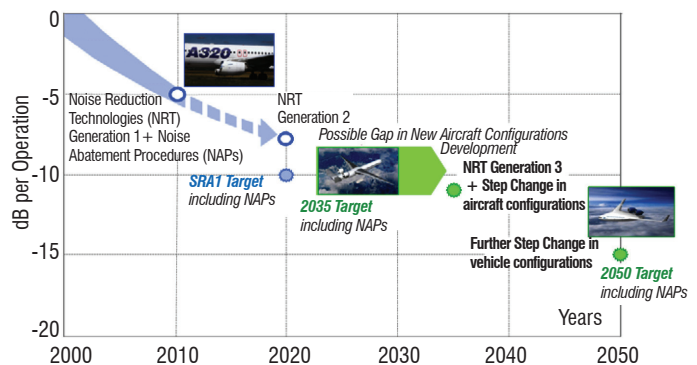 0
-5
-10
-15
-20
dB per Operation
A320
Noise Reduction
Technologies (NRT)
Generation 1+ Noise
Abatement Procedures (NAPs)
NRT
Generation 2
SRA1 Target
including NAPs
Possible Gap in New Aircraft Configurations
Development
2035 Target
including NAPs
NRT Generation 3
+ Step Change in
aircraft configurations
Further Step Change in
vehicle configurations
2050 Target
including NAPs
Years
2000
2010
2020
2030
2040
2050